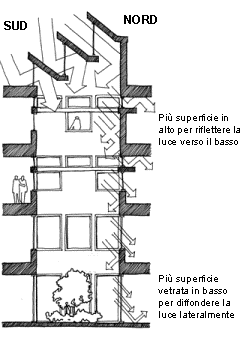 SUD
NORD
Più superficie in
alto per riflettere la
luce verso il basso
Più superficie
vetrata in basso
per diffondere la
luce lateralmente